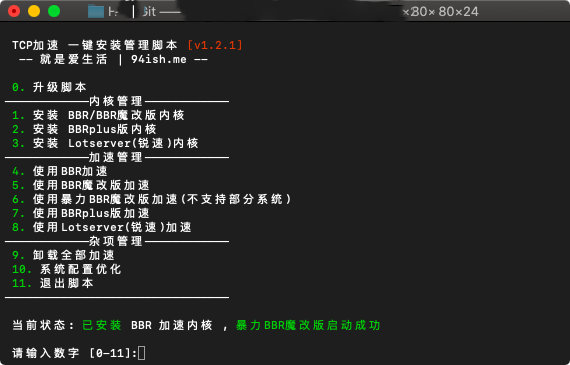 Bit —
80×24
TCP加速 一键安装管理脚本 [v1.2.1]
-- 就是爱生活 | 94ish.me --
0. 升级脚本
————————————内核管理————————————
1. 安装 BBR/BBR魔改版内核
2. 安装 BBRplus版内核
3. 安装 Lotserver(锐速)内核
————————————加速管理————————————
4. 使用BBR加速
5. 使用BBR魔改版加速
6. 使用暴力BBR魔改版加速(不支持部分系统)
7. 使用BBRplus版加速
8. 使用Lotserver(锐速)加速
————————————杂项管理————————————
9. 卸载全部加速
10. 系统配置优化
11. 退出脚本
————————————————————————————————
当前状态: 已安装 BBR 加速内核 , 暴力BBR魔改版启动成功
请输入数字 [0-11]: